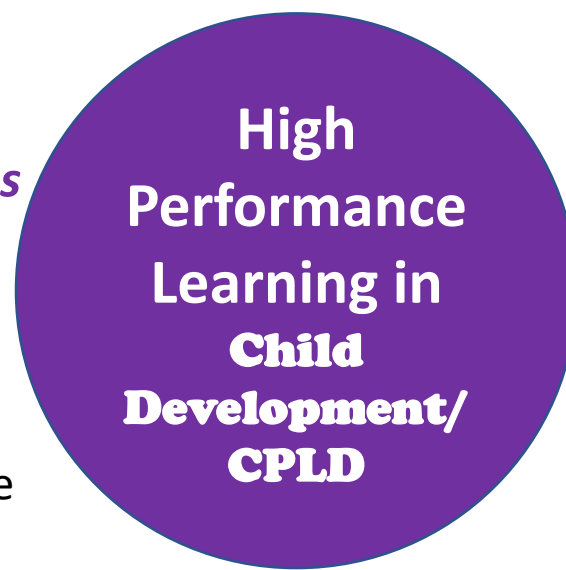 High
s
Performance
Learning in
Child
Development/
CPLD
e